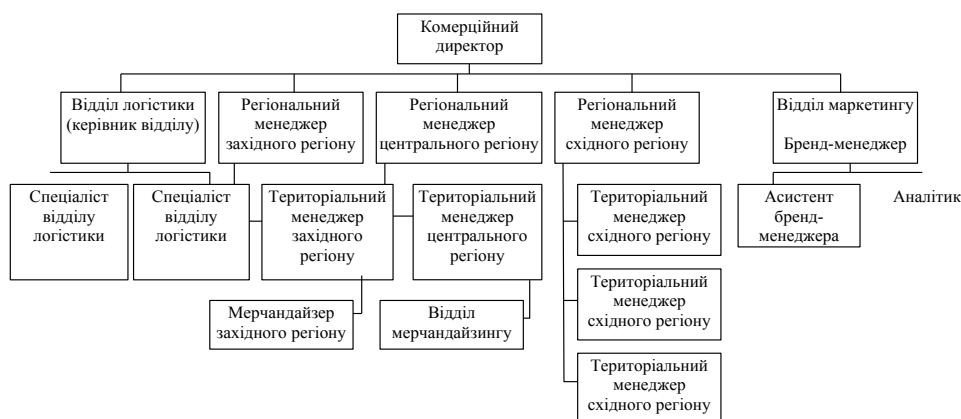 Комерційний
директор
Відділ логістики
(керівник відділу)
Регіональний
менеджер
західного регіону
Регіональний
менеджер
центрального регіону
Регіональний
менеджер
східного регіону
Відділ маркетингу
Бренд-менеджер
Спеціаліст
відділу
логістики
Спеціаліст
відділу
логістики
Територіальний
менеджер
західного
регіону
Територіальний
менеджер
центрального
регіону
Територіальний
менеджер
східного регіону
Асистент
бренд-
менеджера
Аналітик
Мерчандайзер
західного регіону
Відділ
мерчандайзингу
Територіальний
менеджер
східного регіону
Територіальний
менеджер
східного регіону